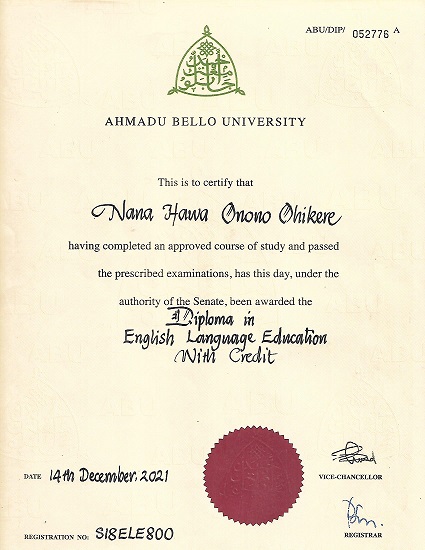 ABU/DIP/ 052776 A
AHMADU BELLO UNIVERSITY
This is to certify that
Nana Hawa Onono Ohikere
having completed an approved course of study and passed
the prescribed examinations, has this day, under the
authority of the Senate, been awarded the
Diploma in
English Language Education
With Credit
DATE 14th December, 2021
VICE-CHANCELLOR
REGISTRATION NO: S18ELE800
REGISTRAR